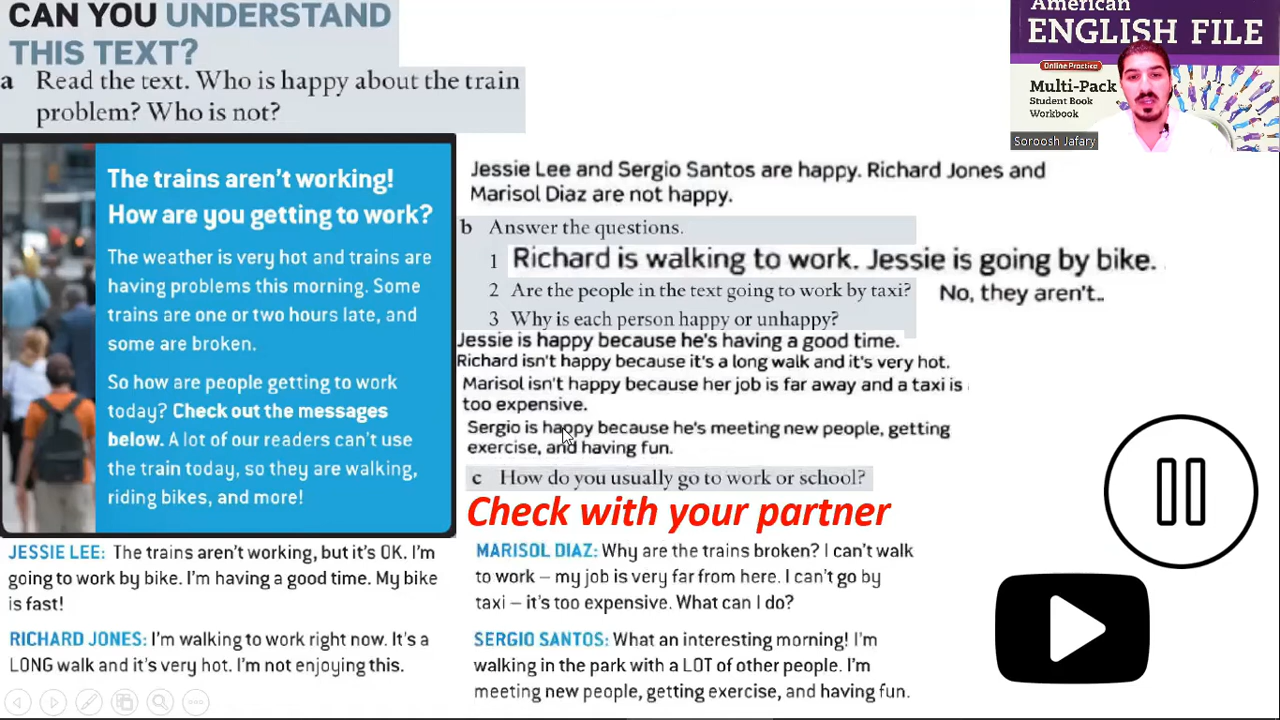 CAN YOU UNDERSTAND
THIS TEXT?
a Read the text. Who is happy about the train
problem? Who is not?
American
ENGLISH FILE
Online Practice
Multi-Pack
Student Book
Workbook
Soroosh Jafary
The trains aren't working!
How are you getting to work?
The weather is very hot and trains are
having problems this morning. Some
trains are one or two hours late, and
some are broken.
So how are people getting to work
today? Check out the messages
below. A lot of our readers can't use
the train today, so they are walking,
riding bikes, and more!
Jessie Lee and Sergio Santos are happy. Richard Jones and
Marisol Diaz are not happy.
b Answer the questions.
1 Richard is walking to work. Jessie is going by bike.
2 Are the people in the text going to work by taxi? No, they aren't..
3 Why is each person happy or unhappy?
Jessie is happy because he's having a good time.
Richard isn't happy because it's a long walk and it's very hot.
Marisol isn't happy because her job is far away and a taxi is
too expensive.
Sergio is happy because he's meeting new people, getting
exercise, and having fun.
c How do you usually go to work or school?
Check with your partner
JESSIE LEE: The trains aren't working, but it's OK. I'm
going to work by bike. I'm having a good time. My bike
is fast!
RICHARD JONES: I'm walking to work right now. It's a
LONG walk and it's very hot. I'm not enjoying this.
MARISOL DIAZ: Why are the trains broken? I can't walk
to work – my job is very far from here. I can't go by
taxi – it's too expensive. What can I do?
SERGIO SANTOS: What an interesting morning! I'm
walking in the park with a LOT of other people. I'm
meeting new people, getting exercise, and having fun.